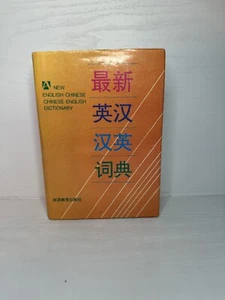 A NEW
ENGLISH-CHINESE
CHINESE-ENGLISH
DICTIONARY
最新
英汉
汉英
词典